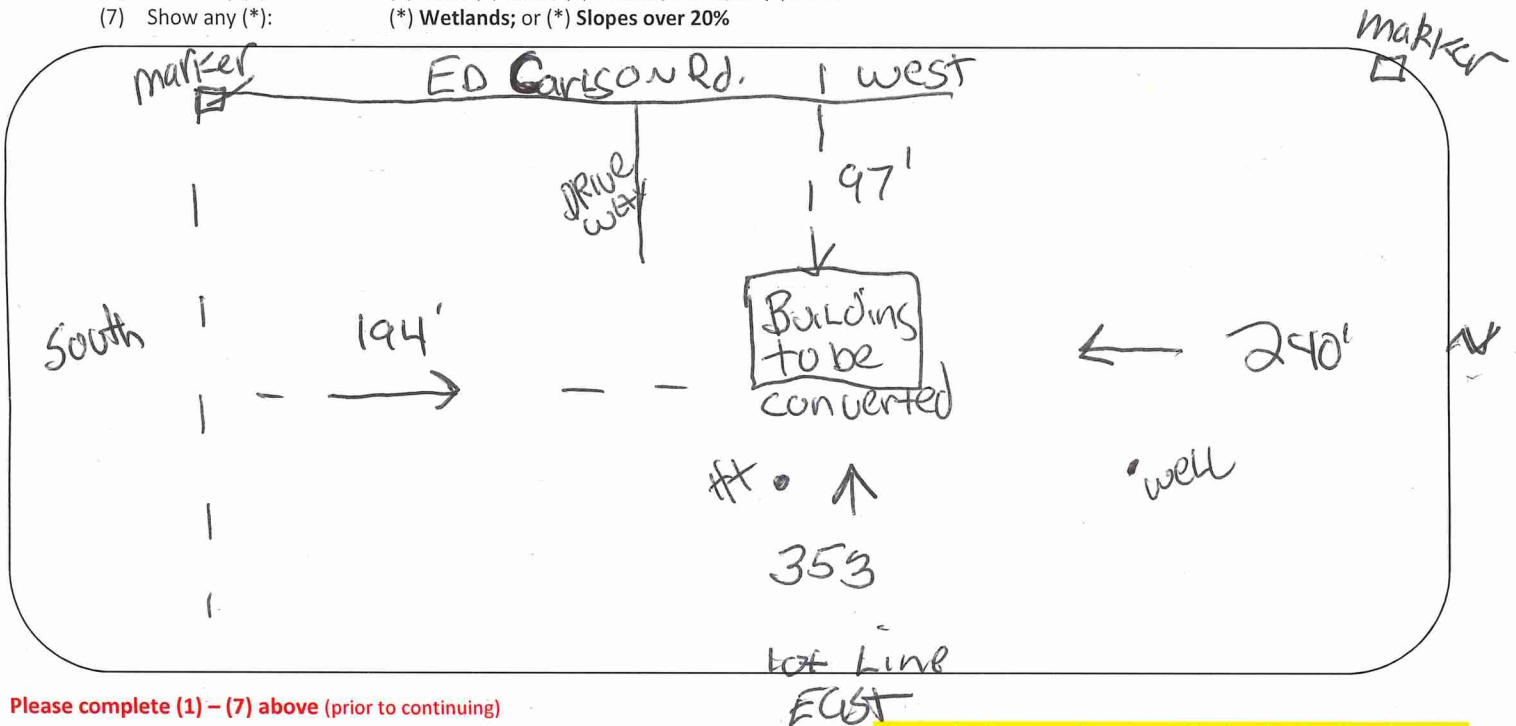 (7) Show any (*): (*) Wetlands; or (*) Slopes over 20%
marker
marker
ED Carlson Rd. | west
DRIVE
WAY
97'
South
194'
Building
to be
converted
240'
N
Ht
well
353
Lot Line
EAST
Please complete (1) – (7) above (prior to continuing)